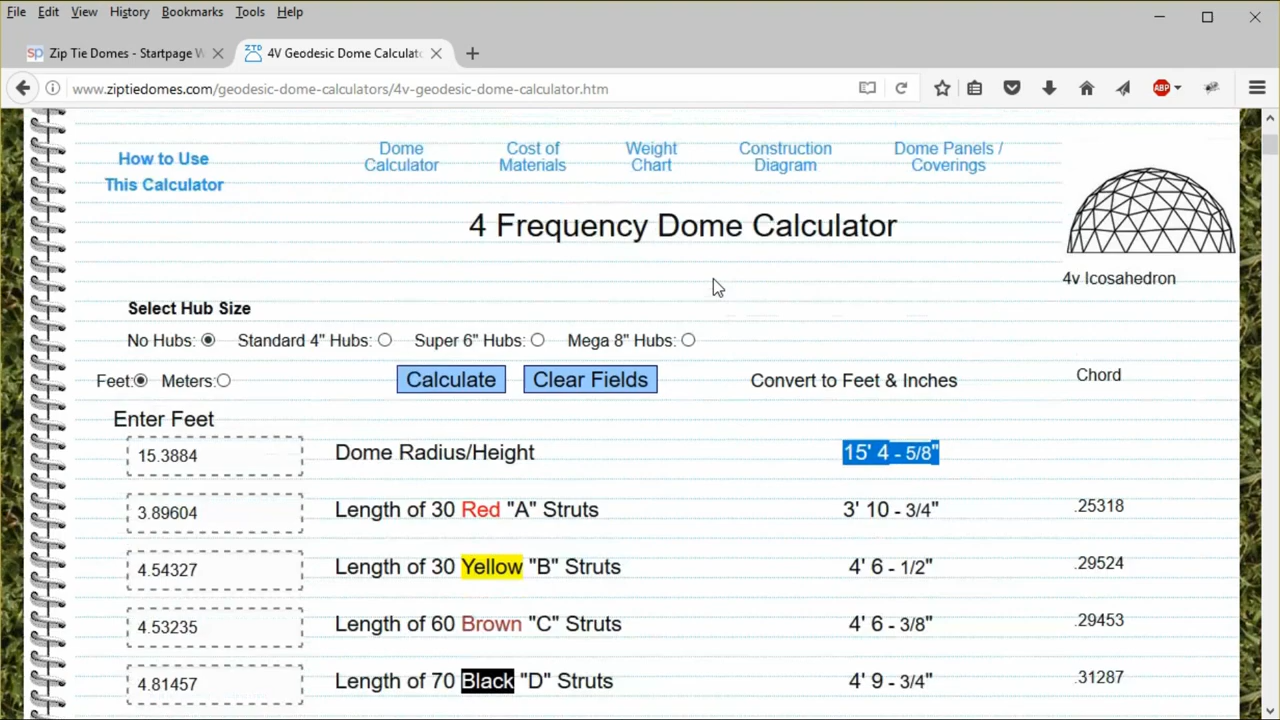 File Edit View History Bookmarks Tools Help
sp Zip Tie Domes - Startpage W
ZTD 4V Geodesic Dome Calculat
www.ziptiedomes.com/geodesic-dome-calculators/4v-geodesic-dome-calculator.htm
ABP
How to Use
This Calculator
Dome
Calculator
Cost of
Materials
Weight
Chart
Construction
Diagram
Dome Panels /
Coverings
4 Frequency Dome Calculator
4v Icosahedron
Select Hub Size
No Hubs: Standard 4" Hubs: Super 6" Hubs: Mega 8" Hubs:
Feet: Meters: Calculate Clear Fields Convert to Feet & Inches Chord
Enter Feet
15.3884 Dome Radius/Height 15' 4 - 5/8"
3.89604 Length of 30 Red "A" Struts 3' 10 - 3/4" .25318
4.54327 Length of 30 Yellow "B" Struts 4' 6 - 1/2" .29524
4.53235 Length of 60 Brown "C" Struts 4' 6 - 3/8" .29453
4.81457 Length of 70 Black "D" Struts 4' 9 - 3/4" .31287